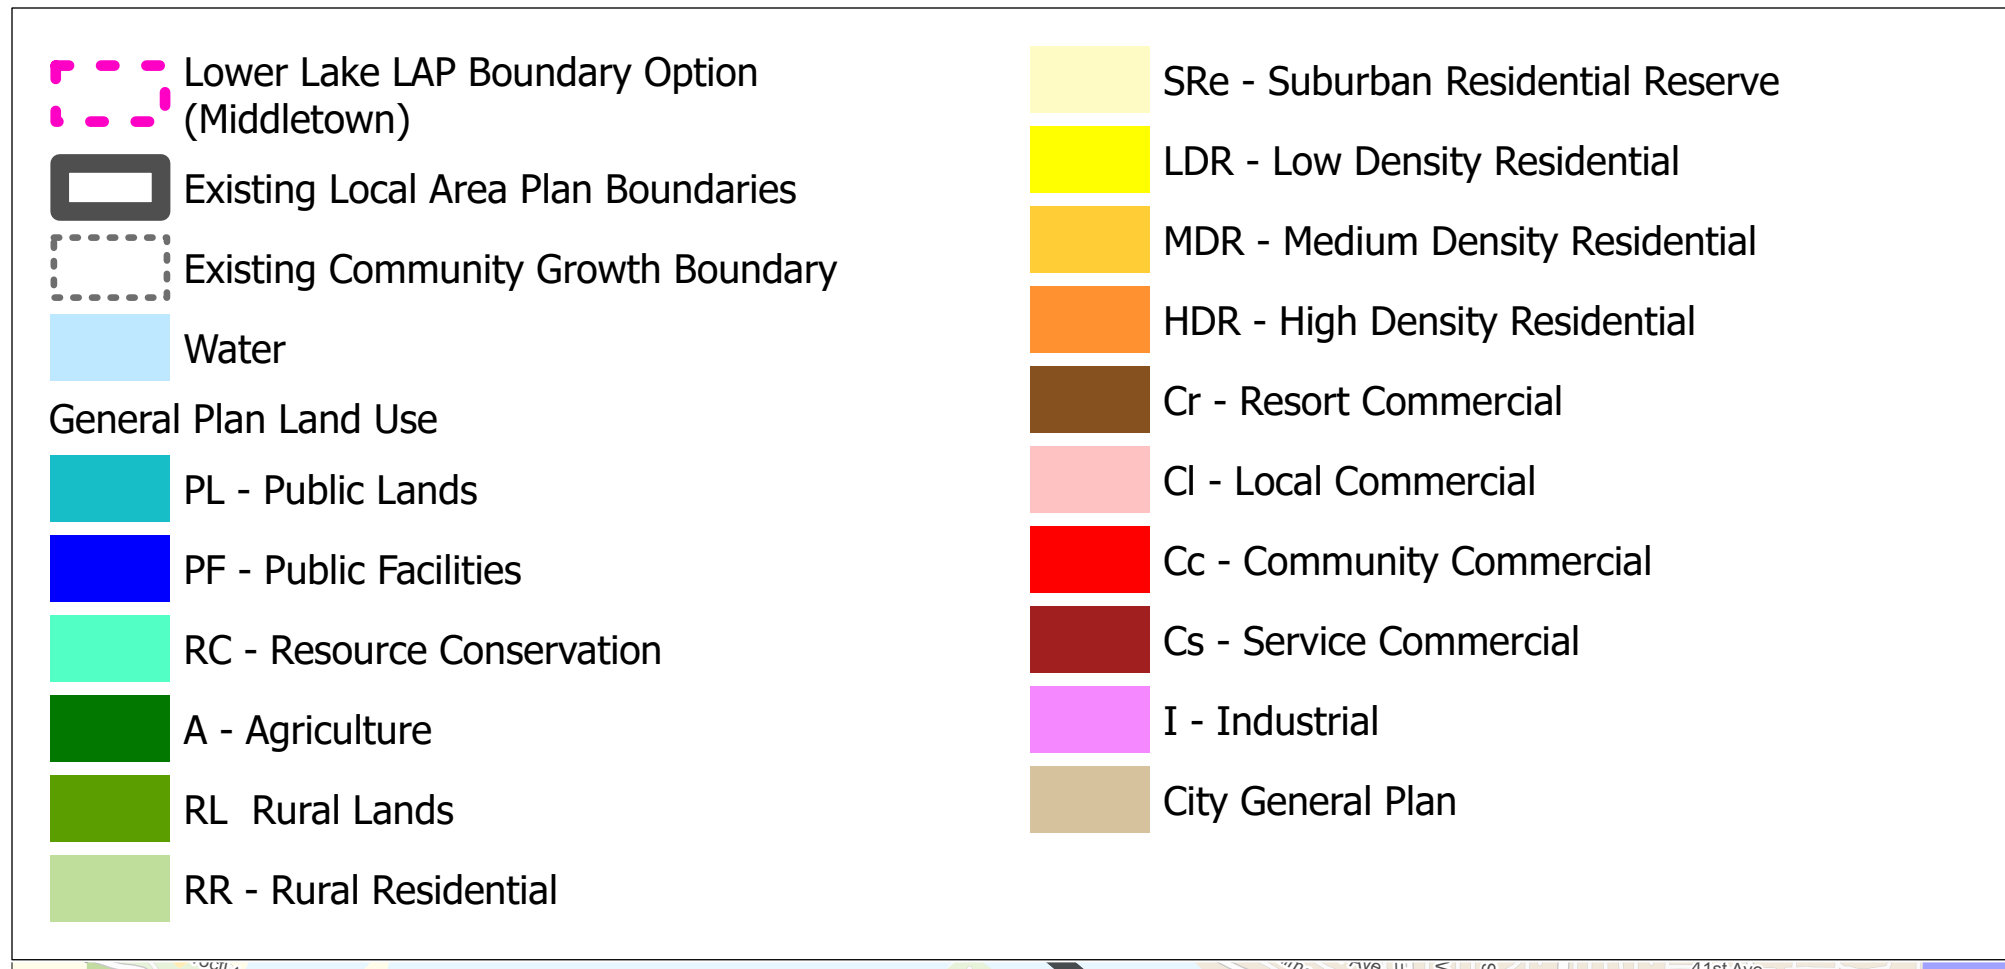 Lower Lake LAP Boundary Option
(Middletown)
Existing Local Area Plan Boundaries
Existing Community Growth Boundary
Water
General Plan Land Use
PL - Public Lands
PF - Public Facilities
RC - Resource Conservation
A - Agriculture
RL  Rural Lands
RR - Rural Residential
SRe - Suburban Residential Reserve
LDR - Low Density Residential
MDR - Medium Density Residential
HDR - High Density Residential
Cr - Resort Commercial
Cl - Local Commercial
Cc - Community Commercial
Cs - Service Commercial
I - Industrial
City General Plan
Ave
41st Ave